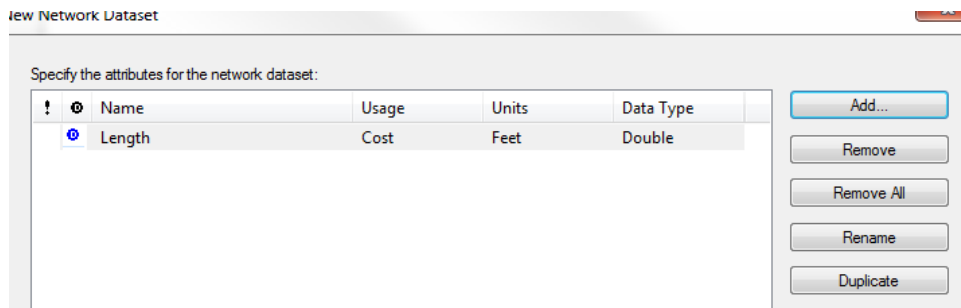 New Network Dataset
Specify the attributes for the network dataset:
! D Name Usage Units Data Type Add...
D Length Cost Feet Double
Remove
Remove All
Rename
Duplicate